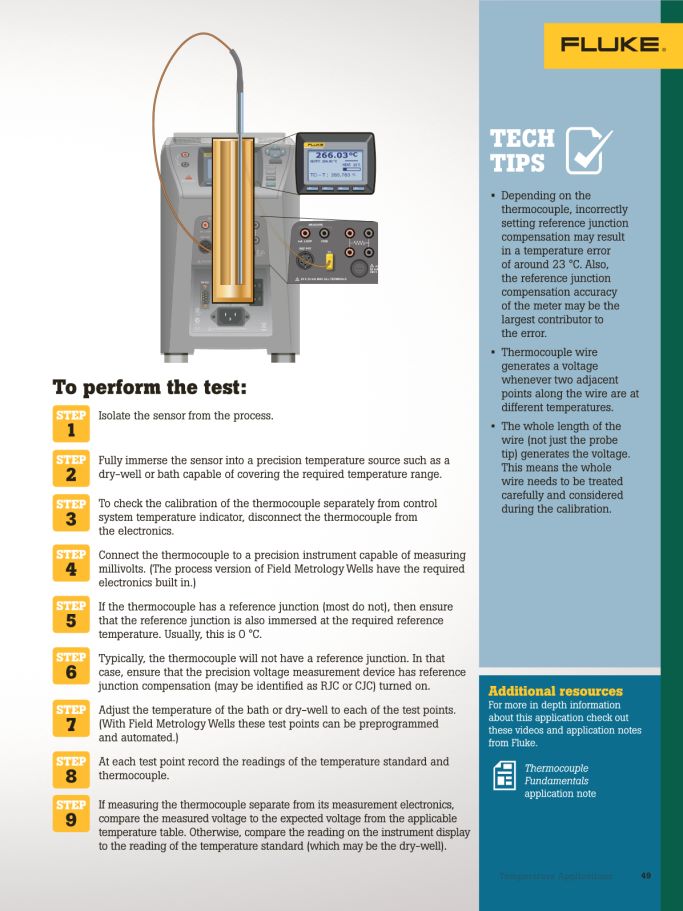 FLUKE®
TECH
TIPS
• Depending on the
thermocouple, incorrectly
setting reference junction
compensation may result
in a temperature error
of around 23 °C. Also,
the reference junction
compensation accuracy
of the meter may be the
largest contributor to
the error.
• Thermocouple wire
generates a voltage
whenever two adjacent
points along the wire are at
different temperatures.
• The whole length of the
wire (not just the probe
tip) generates the voltage.
This means the whole
wire needs to be treated
carefully and considered
during the calibration.
FLUKE
266.03°C
To perform the test:
STEP
1
Isolate the sensor from the process.
STEP
2
Fully immerse the sensor into a precision temperature source such as a
dry-well or bath capable of covering the required temperature range.
STEP
3
To check the calibration of the thermocouple separately from control
system temperature indicator, disconnect the thermocouple from
the electronics.
STEP
4
Connect the thermocouple to a precision instrument capable of measuring
millivolts. (The process version of Field Metrology Wells have the required
electronics built in.)
STEP
5
If the thermocouple has a reference junction (most do not), then ensure
that the reference junction is also immersed at the required reference
temperature. Usually, this is 0 °C.
STEP
6
Typically, the thermocouple will not have a reference junction. In that
case, ensure that the precision voltage measurement device has reference
junction compensation (may be identified as RJC or CJC) turned on.
STEP
7
Adjust the temperature of the bath or dry-well to each of the test points.
(With Field Metrology Wells these test points can be preprogrammed
and automated.)
STEP
8
At each test point record the readings of the temperature standard and
thermocouple.
STEP
9
If measuring the thermocouple separate from its measurement electronics,
compare the measured voltage to the expected voltage from the applicable
temperature table. Otherwise, compare the reading on the instrument display
to the reading of the temperature standard (which may be the dry-well).
Additional resources
For more in depth information
about this application check out
these videos and application notes
from Fluke.
Thermocouple
Fundamentals
application note
Temperature Applications 49